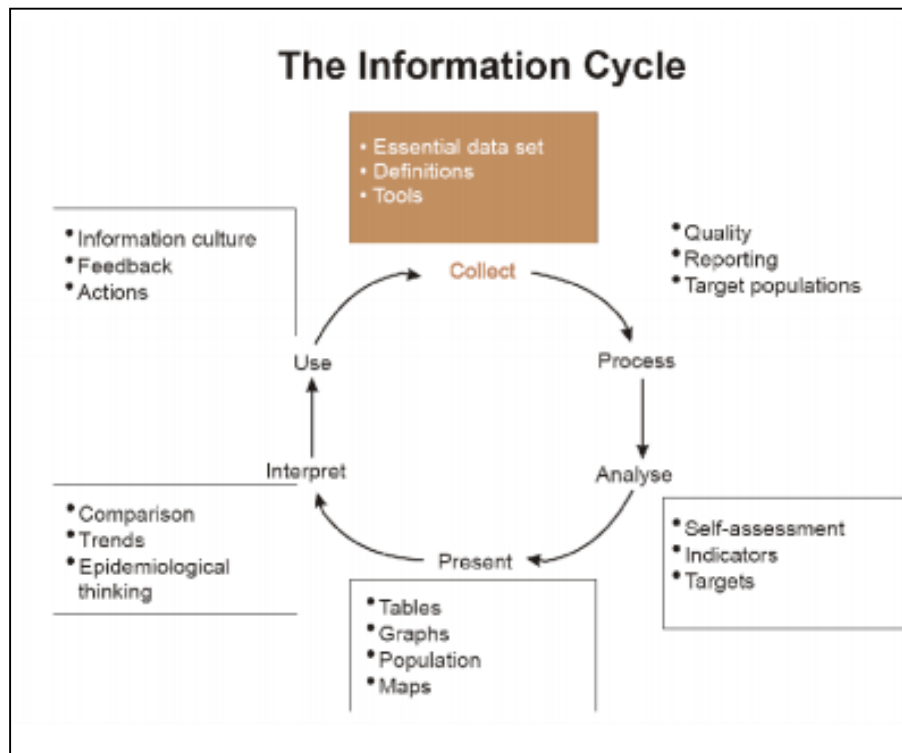 The Information Cycle
• Essential data set
• Definitions
• Tools
Collect
• Quality
• Reporting
• Target populations
Process
Analyse
• Self-assessment
• Indicators
• Targets
Present
• Tables
• Graphs
• Population
• Maps
Interpret
• Comparison
• Trends
• Epidemiological
thinking
Use
• Information culture
• Feedback
• Actions